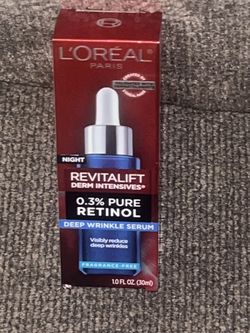 L'ORÉAL
PARIS
NIGHT
REVITALIFT
DERM INTENSIVES®
0.3% PURE
RETINOL
DEEP WRINKLE SERUM
Visibly reduce
deep wrinkles
FRAGRANCE-FREE
1.0 FL. OZ. (30ml)